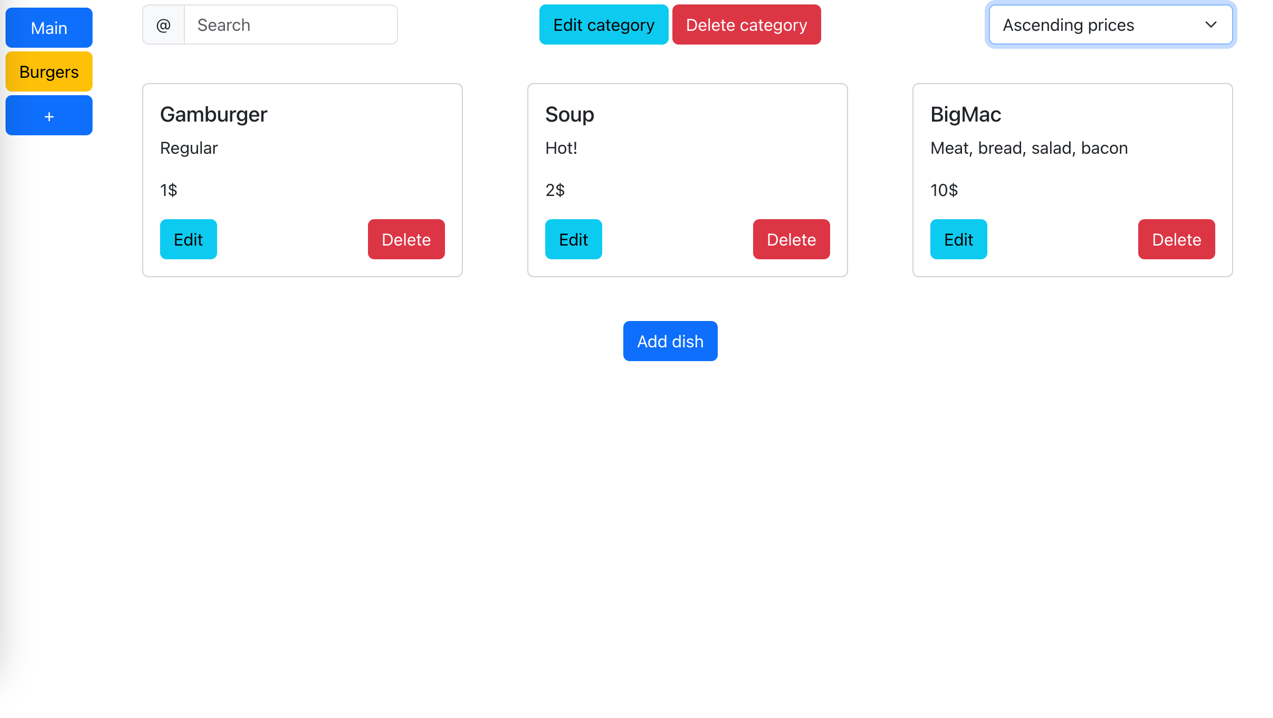 Main
Burgers
+
@ Search
Edit category Delete category
Ascending prices
Gamburger
Regular
1$
Edit Delete
Soup
Hot!
2$
Edit Delete
BigMac
Meat, bread, salad, bacon
10$
Edit Delete
Add dish